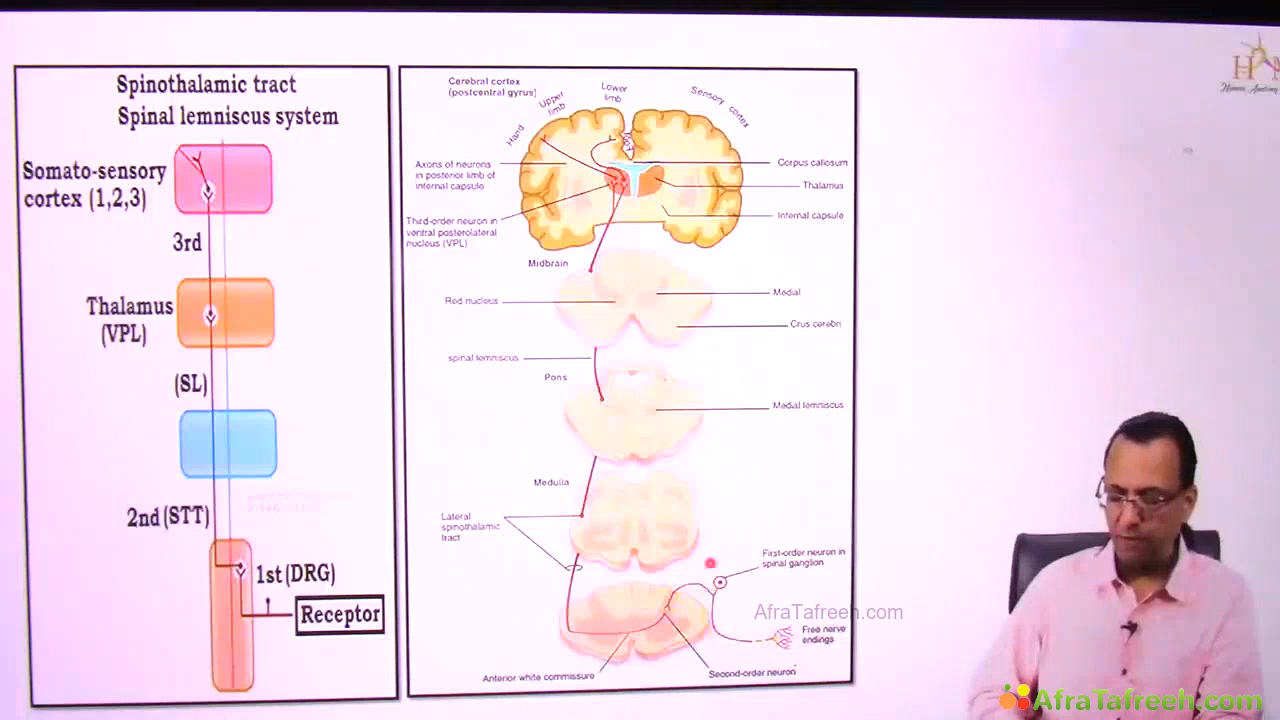 Spinothalamic tract
Spinal lemniscus system
Somato-sensory
cortex (1,2,3)
3rd
Thalamus
(VPL)
(SL)
2nd (STT)
1st (DRG)
Receptor
Cerebral cortex
(postcentral gyrus)
Hand
Upper
limb
Lower
limb
Foot
Sensory cortex
Axons of neurons
in posterior limb of
internal capsule
Corpus callosum
Thalamus
Third-order neuron in
ventral posterolateral
nucleus (VPL)
Internal capsule
Midbrain
Red nucleus
Medial
Crus cerebri
spinal lemniscus
Pons
Medial lemniscus
Medulla
Lateral
spinothalamic
tract
First-order neuron in
spinal ganglion
Free nerve
endings
Anterior white commissure
Second-order neuron
AfraTafreeh.com
AfraTafreeh.com